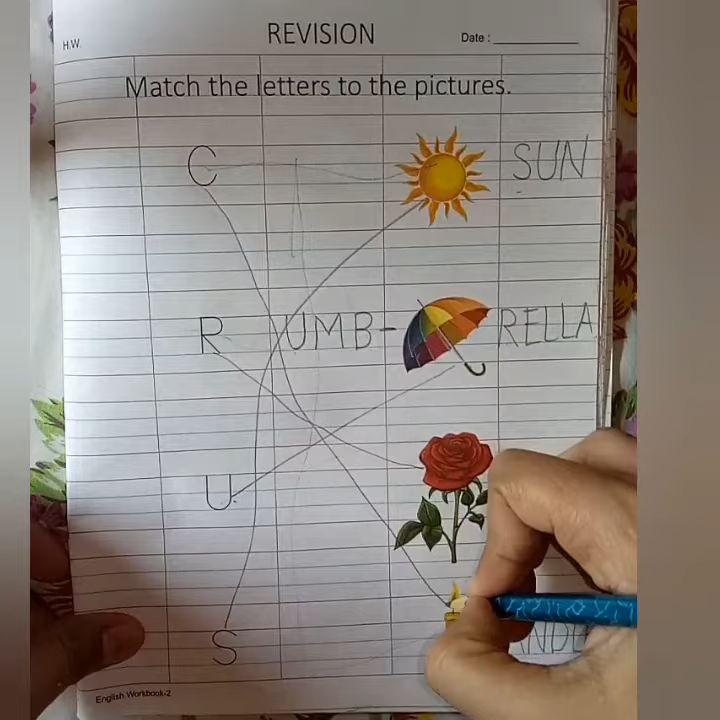 H.W.
REVISION
Date :
Match the letters to the pictures.
C SUN
R UMB- RELLA
U
S
English Workbook-2